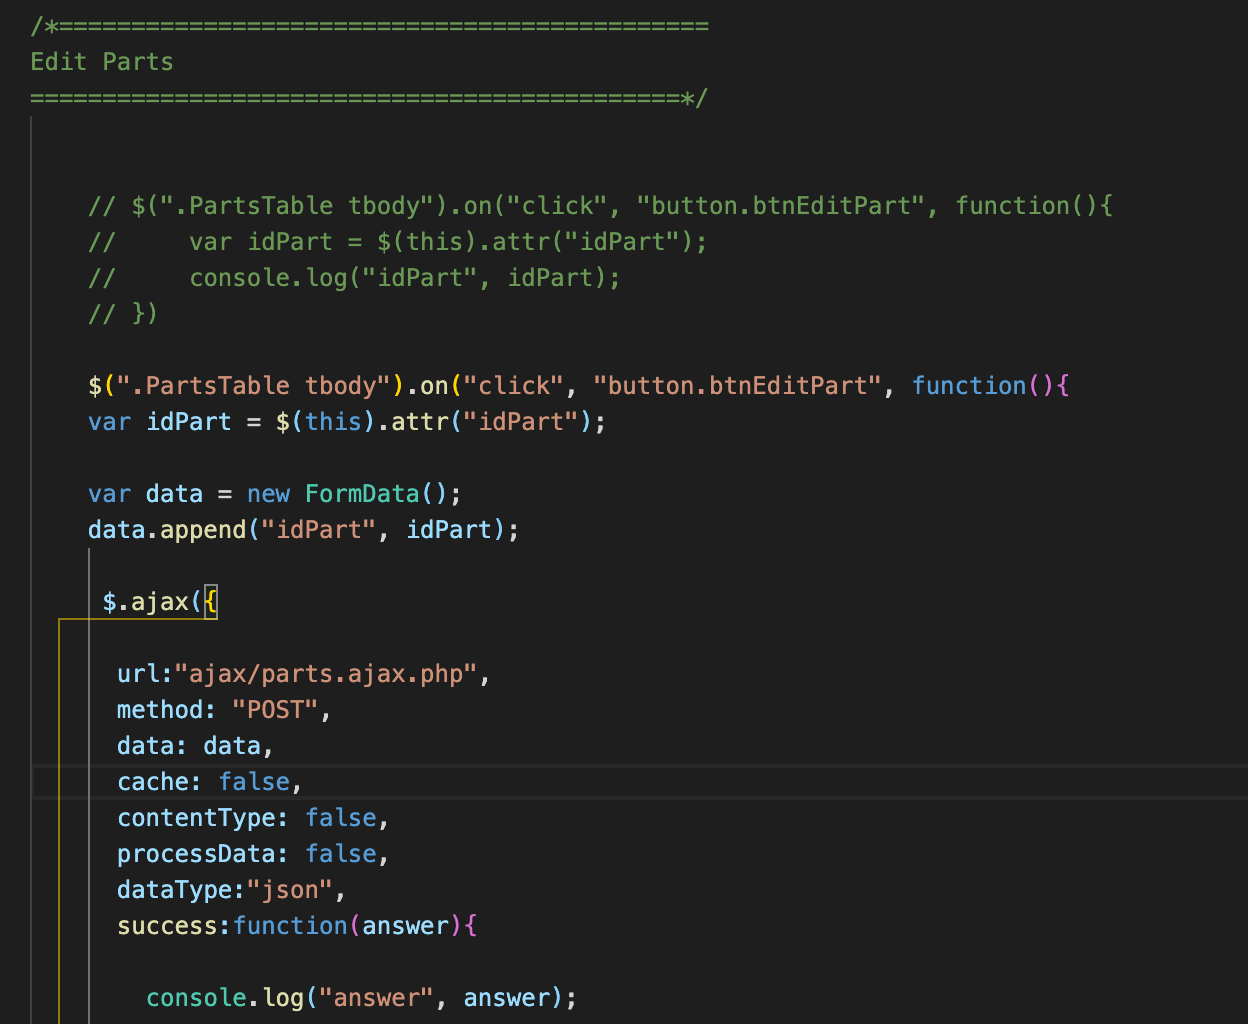 /*=============================================
Edit Parts
=============================================*/
// $(".PartsTable tbody").on("click", "button.btnEditPart", function(){
//     var idPart = $(this).attr("idPart");
//     console.log("idPart", idPart);
// })
$(".PartsTable tbody").on("click", "button.btnEditPart", function(){
var idPart = $(this).attr("idPart");
var data = new FormData();
data.append("idPart", idPart);
$.ajax({
url:"ajax/parts.ajax.php",
method: "POST",
data: data,
cache: false,
contentType: false,
processData: false,
dataType:"json",
success:function(answer){
console.log("answer", answer);